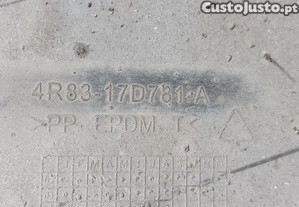 CustoJusto.pt
4R83-17D781-A
>PP EPDM T<